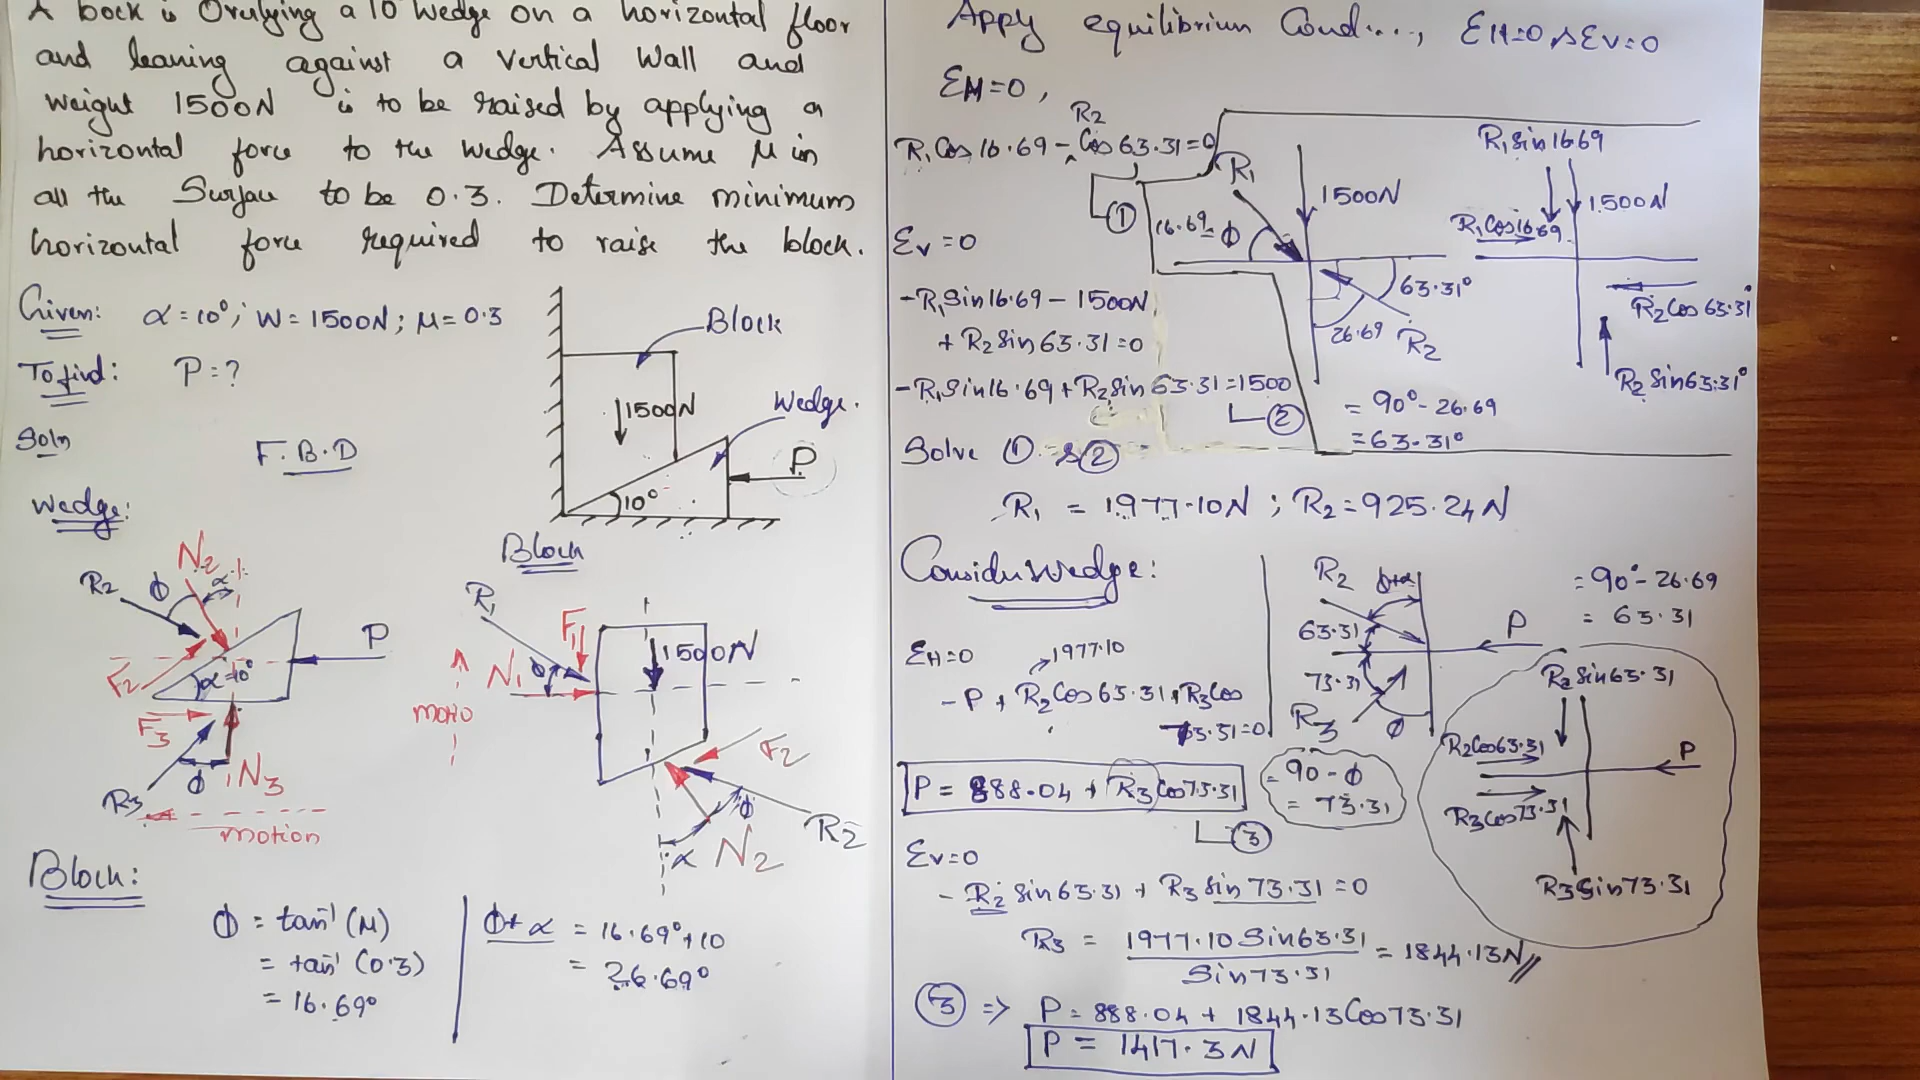 A bock is Overlying a 10 Wedge on a horizontal floor
and leaning against a Vertical Wall and
weight 1500N is to be raised by applying a
horizontal force to the wedge. Assume μ in
all the Surface to be 0.3. Determine minimum
horizontal force required to raise the block.
Given: α = 10°; W = 1500N; μ = 0.3
To find: P = ?
Soln
F.B.D
Block
1500N
Wedge.
P
10°
Wedge:
N2
R2
φ
α
P
F2
α=10°
F3
N3
φ
R3
motion
Block
R1
F1
N1
φ
1500N
motio
F2
φ
R2
α
N2
Block:
φ = tan⁻¹(μ)
= tan⁻¹(0.3)
= 16.69°
φ+α = 16.69°+10
= 26.69°
Apply equilibrium Cond...., ΣH=0 & ΣV=0
ΣH=0,
R2
R1 Cos 16.69 - ‸Cos 63.31 = 0
①
ΣV=0
-R1 Sin 16.69 - 1500N
+ R2 Sin 63.31 = 0
-R1 Sin 16.69 + R2 Sin 63.31 = 1500
②
R1
1500N
16.69 = φ
63.31°
26.69
R2
= 90° - 26.69
= 63.31°
R1 Sin 16.69
1500N
R1 Cos 16.69
R2 Cos 63.31
R2 Sin 63.31°
Solve ① & ②
R1 = 1977.10N ; R2 = 925.24N
Consider wedge:
ΣH=0
1977.10
-P + R2 Cos 63.31 + R3 Cos
73.31 = 0
P = 888.04 + R3 Cos 73.31
③
R2
φ+α
63.31
P
73.31
R3
φ
= 90° - 26.69
= 63.31
= 90 - φ
= 73.31
R2 Sin 63.31
R2 Cos 63.31
P
R3 Cos 73.31
R3 Sin 73.31
ΣV=0
- R2 Sin 63.31 + R3 Sin 73.31 = 0
R3 = 1977.10 Sin 63.31 = 1844.13N //
Sin 73.31
③ ⇒ P = 888.04 + 1844.13 Cos 73.31
P = 1417.3N